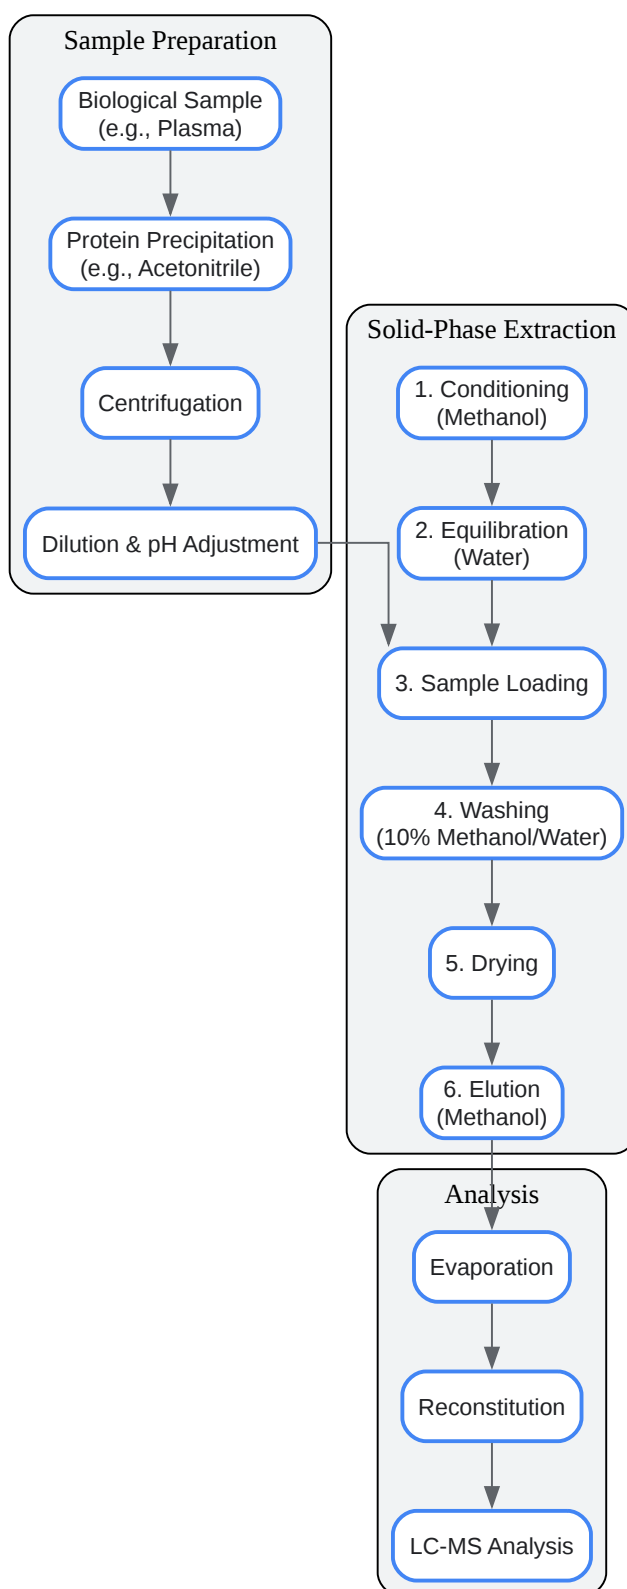 Sample Preparation
Biological Sample
(e.g., Plasma)
Protein Precipitation
(e.g., Acetonitrile)
Centrifugation
Dilution & pH Adjustment
Solid-Phase Extraction
1. Conditioning
(Methanol)
2. Equilibration
(Water)
3. Sample Loading
4. Washing
(10% Methanol/Water)
5. Drying
6. Elution
(Methanol)
Analysis
Evaporation
Reconstitution
LC-MS Analysis